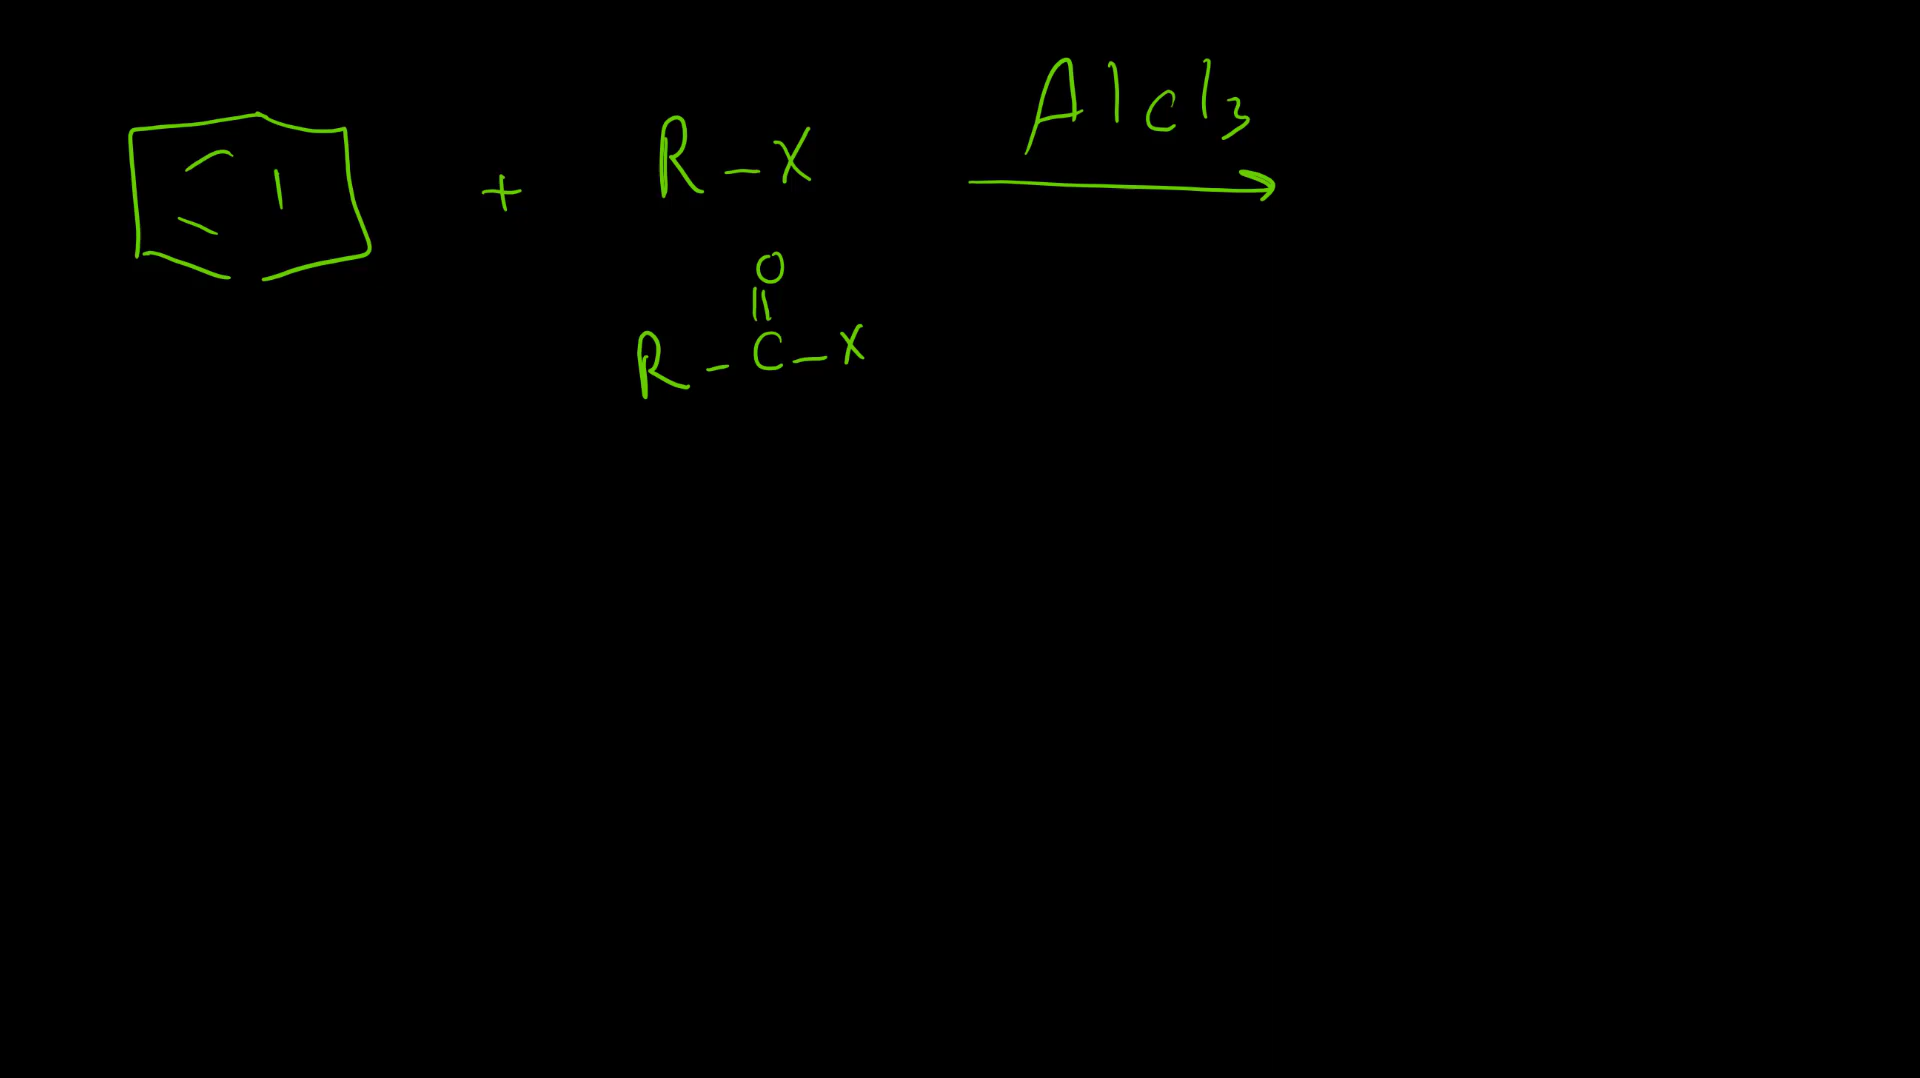 + R-X AlCl3
O
||
R-C-X